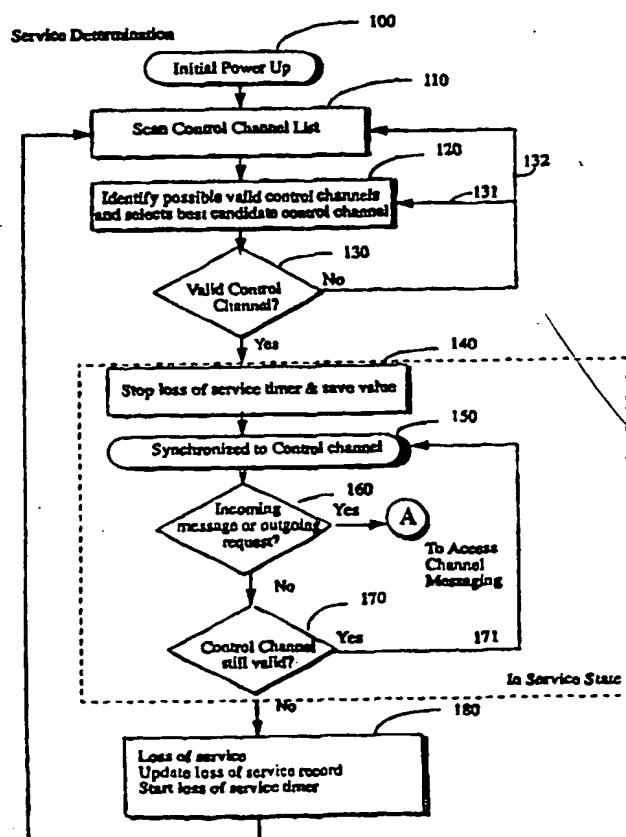 Service Determination
100
Initial Power Up
110
Scan Control Channel List
120
132
Identify possible valid control channels
and selects best candidate control channel
131
130
No
Valid Control
Channel?
Yes
140
Stop loss of service timer & save value
150
Synchronized to Control channel
160
Incoming
message or outgoing
request?
Yes
A
To Access
Channel
Messaging
No
170
Control Channel
still valid?
Yes
171
In Service State
No
180
Loss of service
Update loss of service record
Start loss of service timer